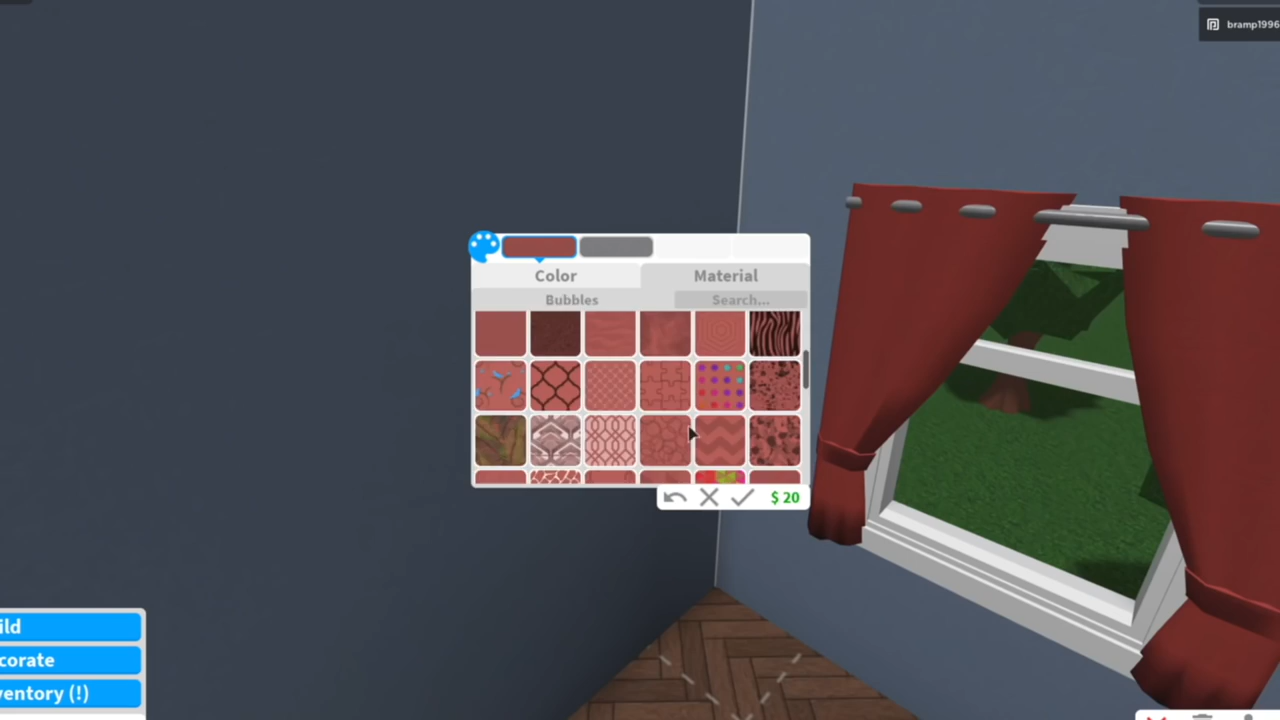 bramp1996
Color
Material
Bubbles
Search...
$ 20
ild
corate
ventory (!)